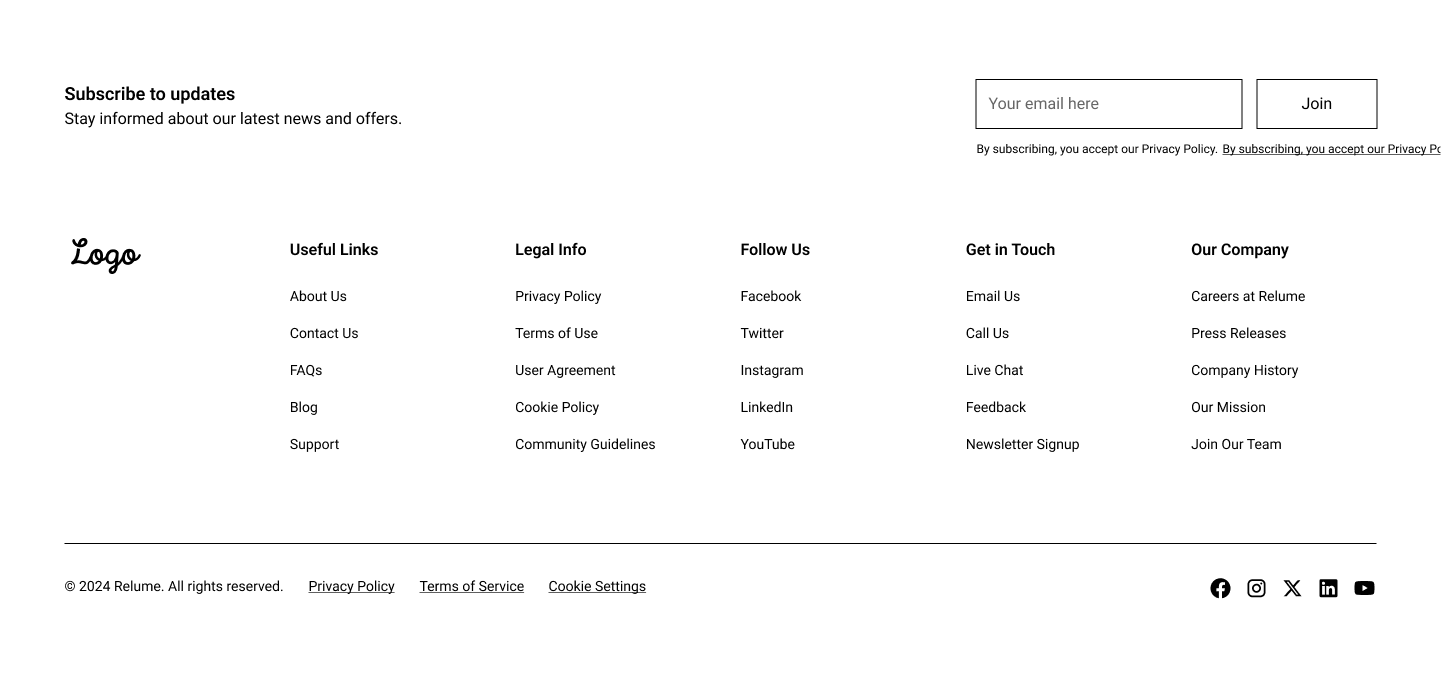 Subscribe to updates
Stay informed about our latest news and offers.
Your email here
Join
By subscribing, you accept our Privacy Policy. By subscribing, you accept our Privacy
Logo
Useful Links
About Us
Contact Us
FAQs
Blog
Support
Legal Info
Privacy Policy
Terms of Use
User Agreement
Cookie Policy
Community Guidelines
Follow Us
Facebook
Twitter
Instagram
LinkedIn
YouTube
Get in Touch
Email Us
Call Us
Live Chat
Feedback
Newsletter Signup
Our Company
Careers at Relume
Press Releases
Company History
Our Mission
Join Our Team
© 2024 Relume. All rights reserved. Privacy Policy Terms of Service Cookie Settings